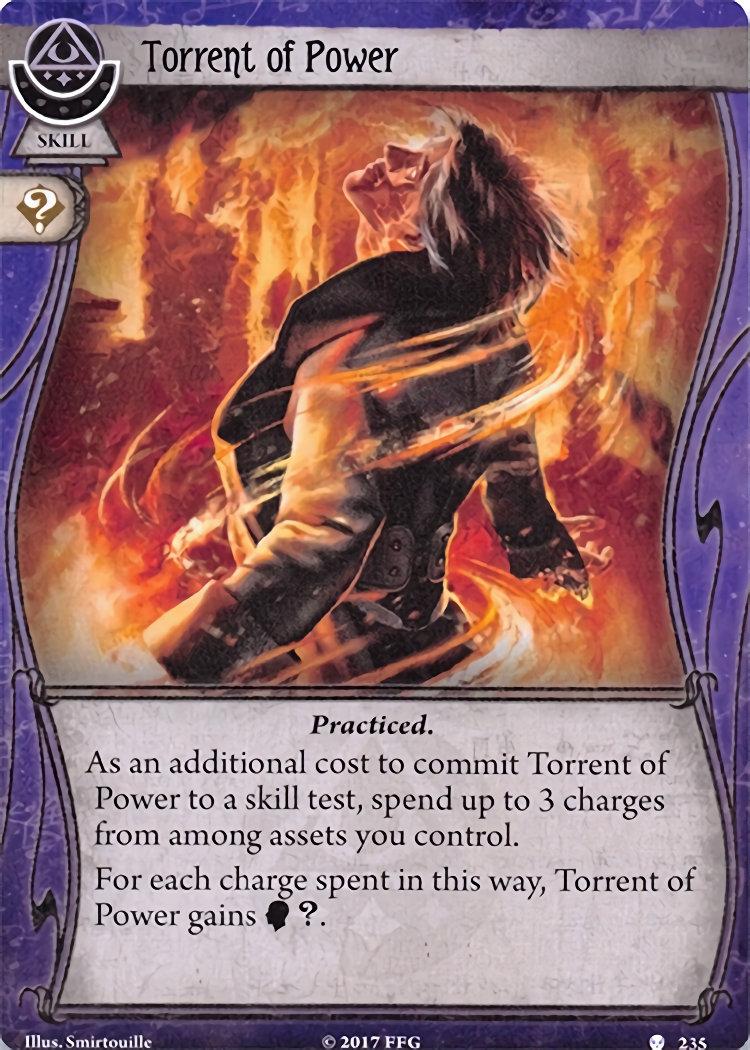 Torrent of Power
SKILL
?
Practiced.
As an additional cost to commit Torrent of
Power to a skill test, spend up to 3 charges
from among assets you control.
For each charge spent in this way, Torrent of
Power gains ?.
Illus. Smirtouille
© 2017 FFG
235